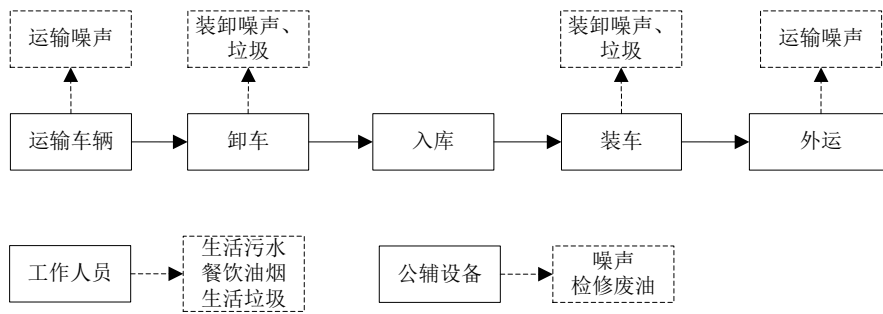 运输噪声
装卸噪声、
垃圾
装卸噪声、
垃圾
运输噪声
运输车辆
卸车
入库
装车
外运
工作人员
生活污水
餐饮油烟
生活垃圾
公辅设备
噪声
检修废油